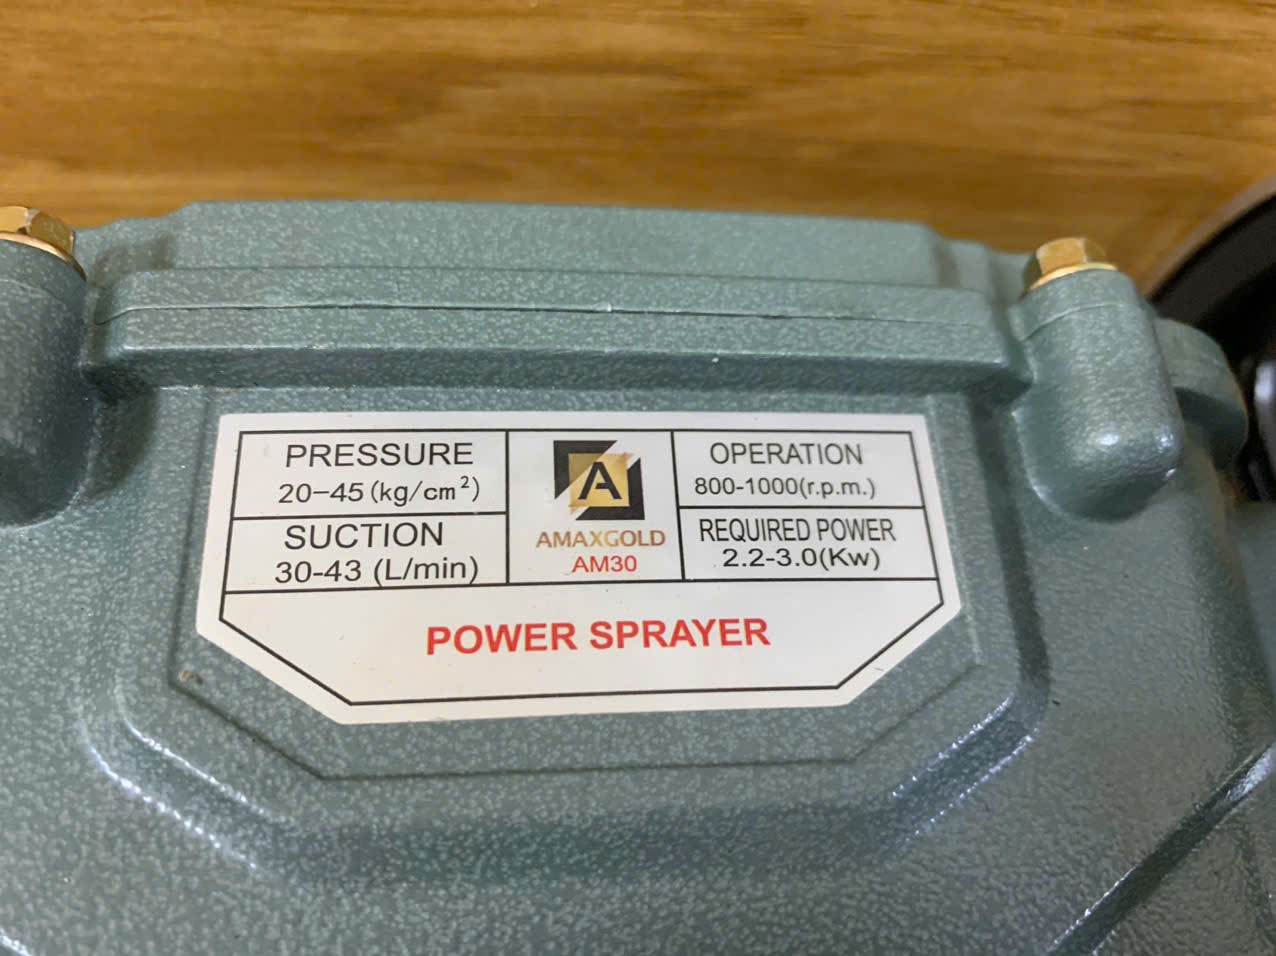 PRESSURE
20-45(kg/cm²)
SUCTION
30-43 (L/min)
A
AMAXGOLD
AM30
OPERATION
800-1000(r.p.m.)
REQUIRED POWER
2.2-3.0(Kw)
POWER SPRAYER